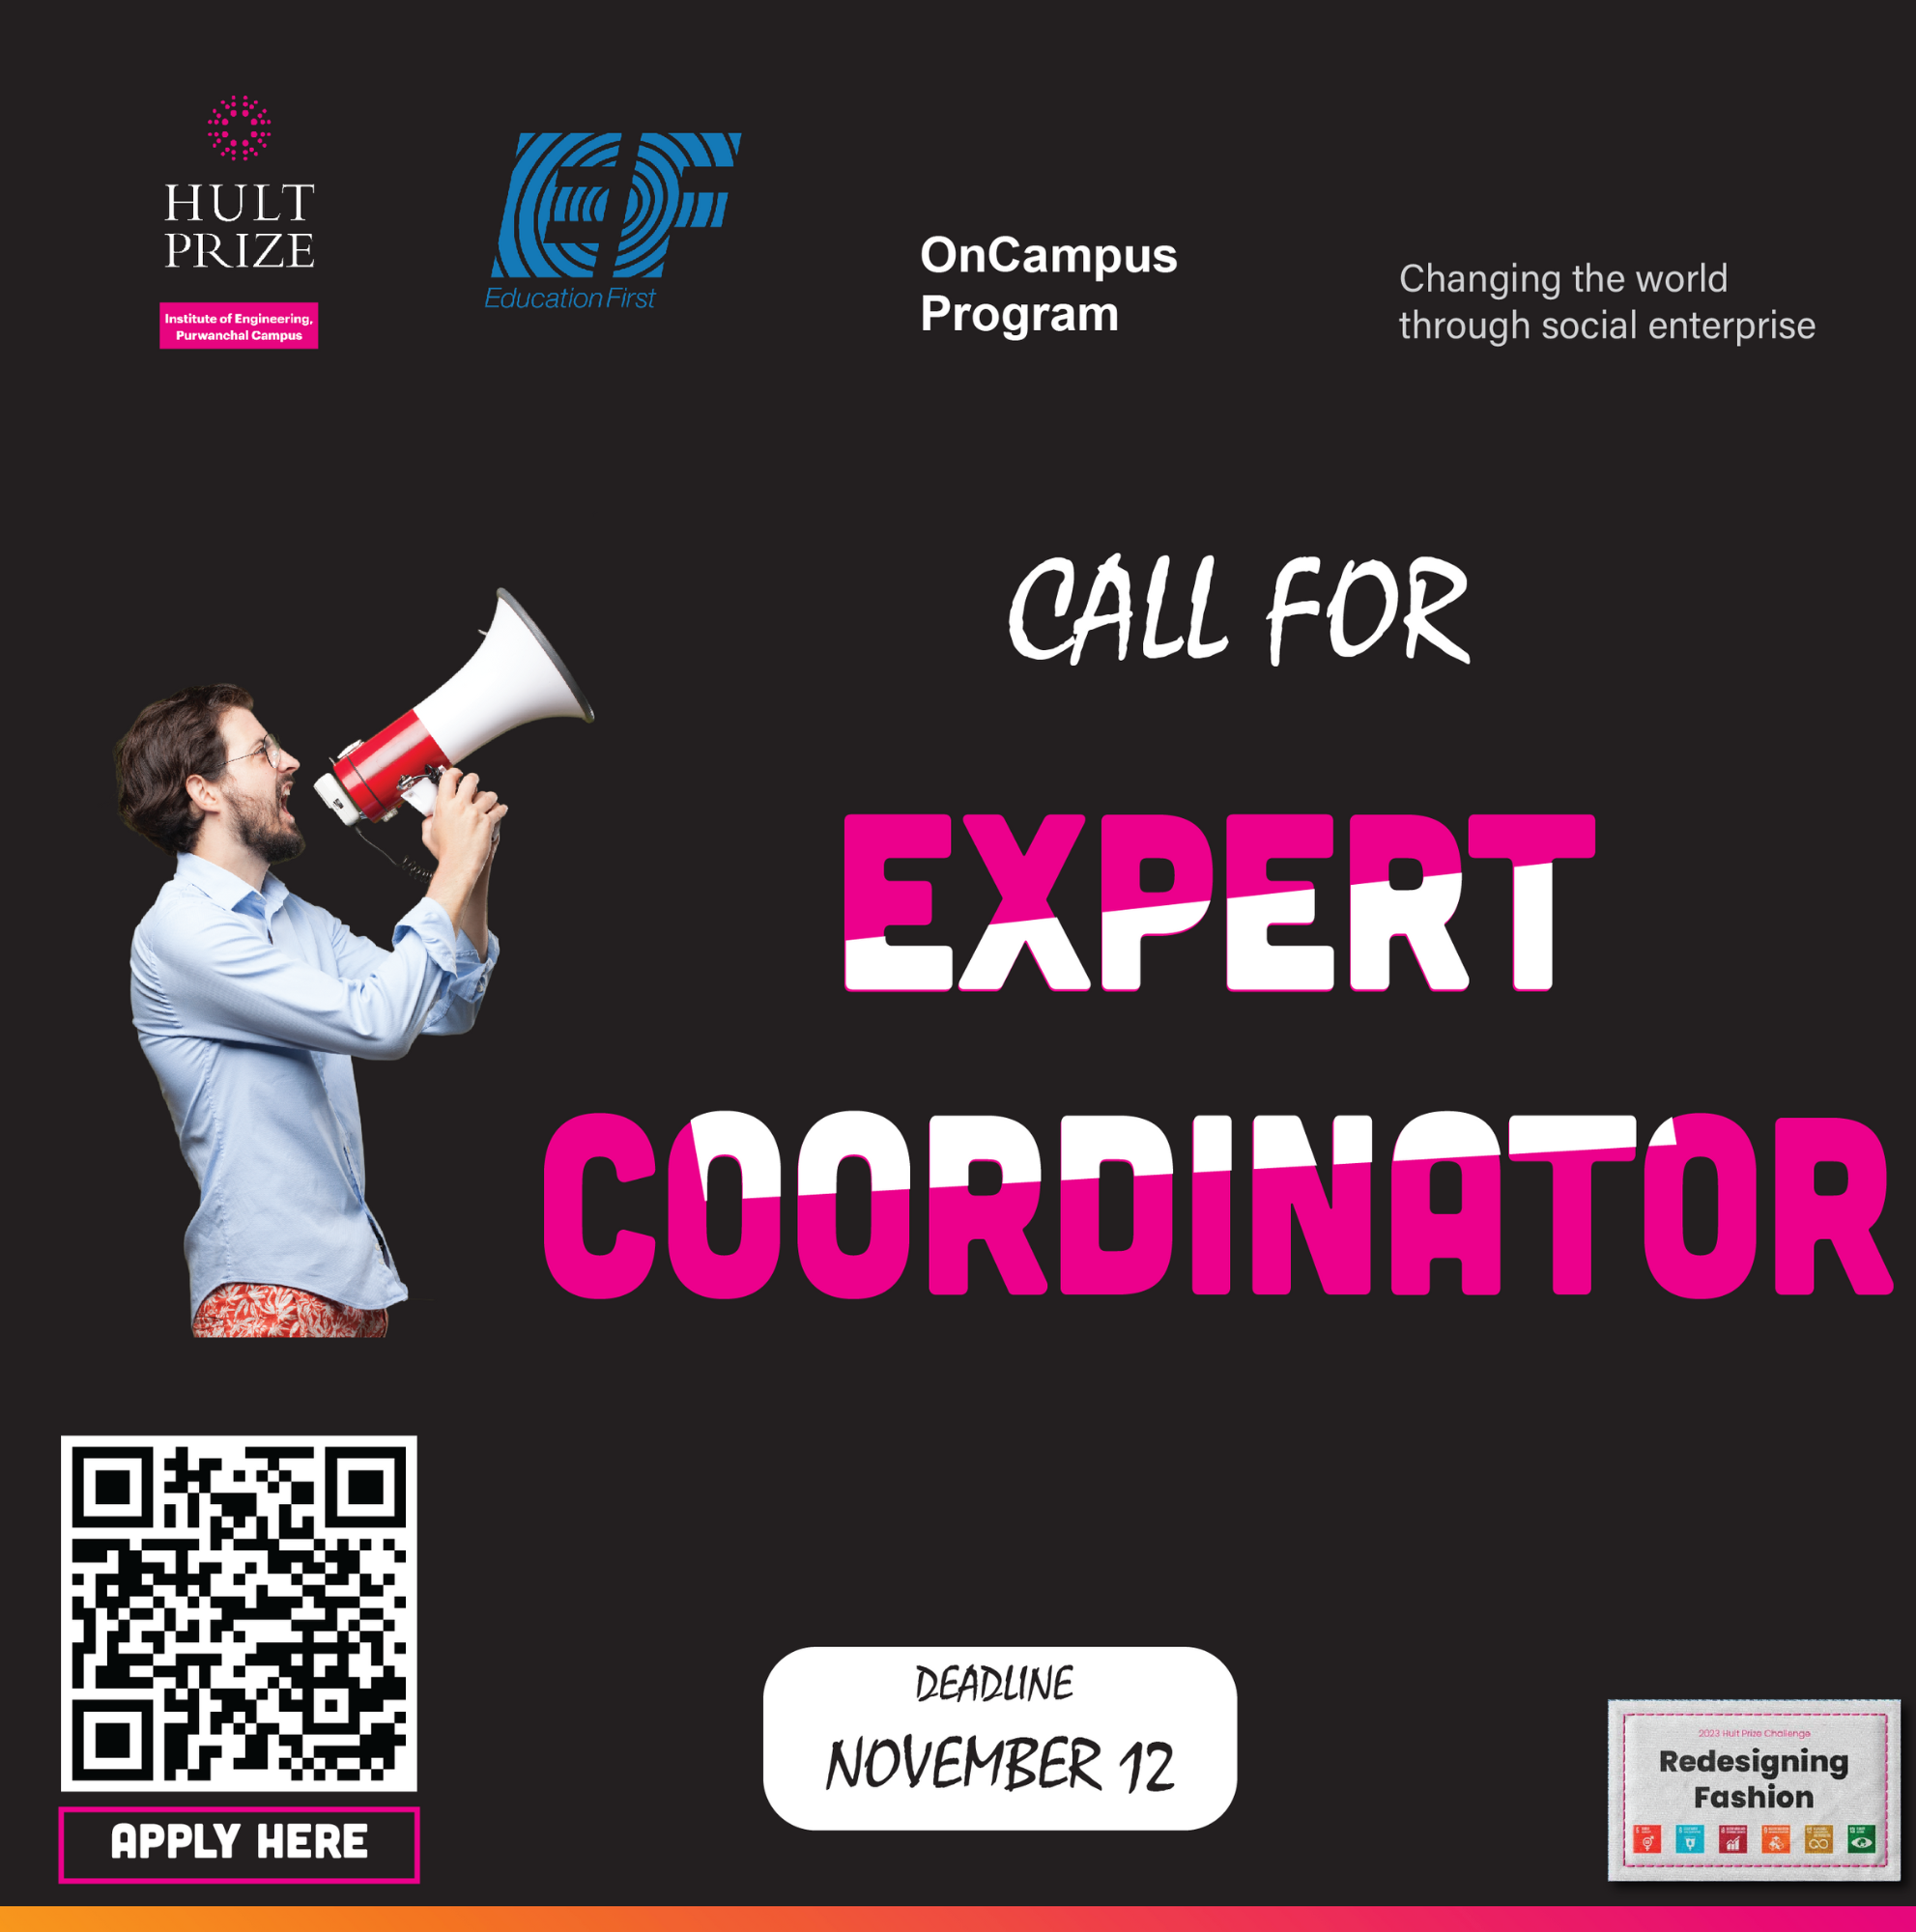 HULT
PRIZE
Institute of Engineering,
Purwanchal Campus
EF
Education First
OnCampus
Program
Changing the world
through social enterprise
CALL FOR
EXPERT
COORDINATOR
APPLY HERE
DEADLINE
NOVEMBER 12
2023 Hult Prize Challenge
Redesigning
Fashion